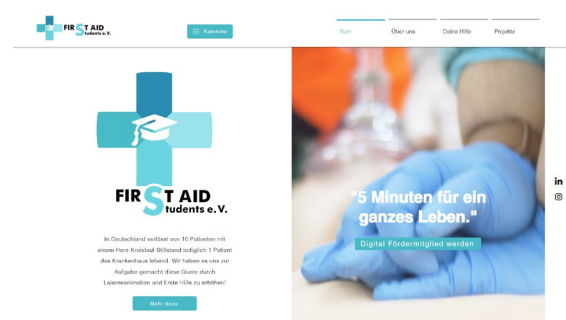 FIRST AID
Students e.V.
Kalender
Start
Über uns
Deine Hilfe
Projekte
FIRST AID
Students e.V.
In Deutschland verlässt von 10 Patienten mit
einem Herz-Kreislauf-Stillstand lediglich 1 Patient
das Krankenhaus lebend. Wir haben es uns zur
Aufgabe gemacht diese Quote durch
Laienreanimation und Erste Hilfe zu erhöhen!
Mehr dazu
"5 Minuten für ein
ganzes Leben."
Digital Fördermitglied werden
in